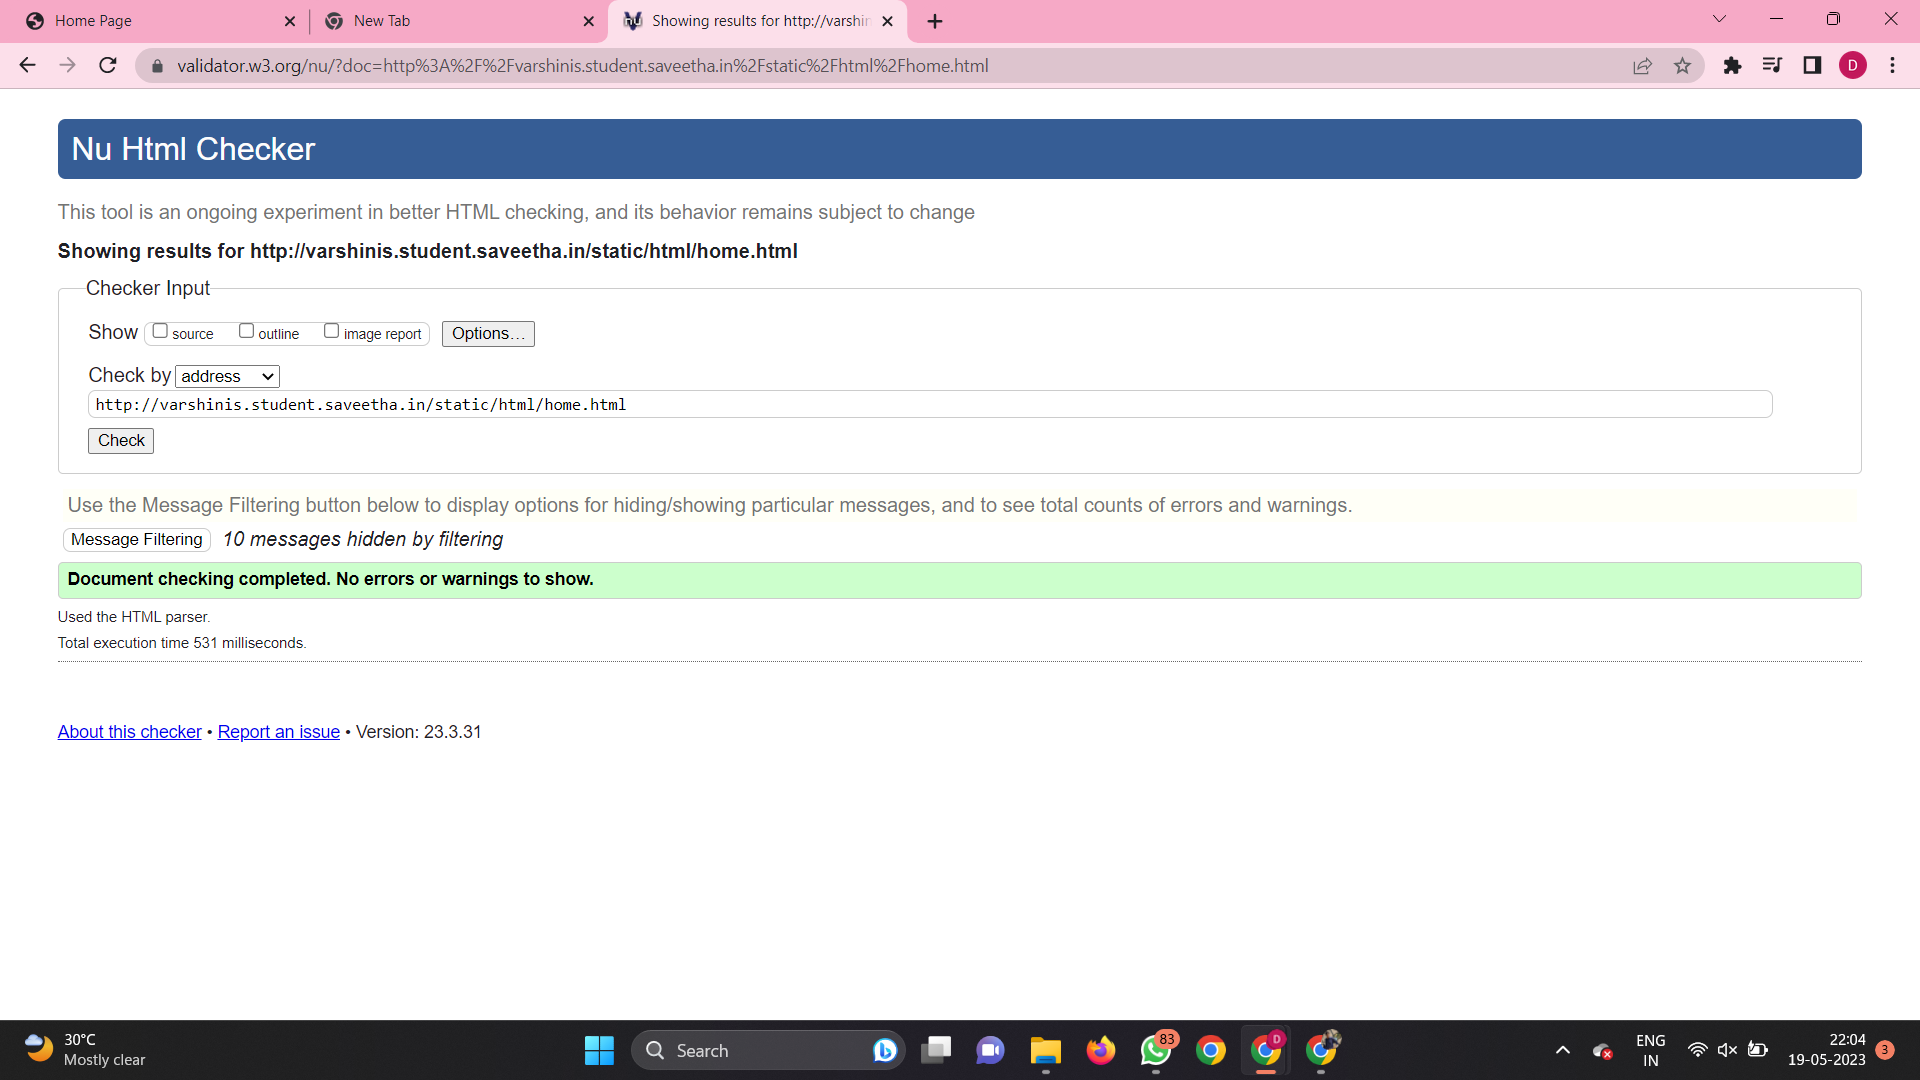 Home Page
New Tab
Showing results for http://varshin
validator.w3.org/nu/?doc=http%3A%2F%2Fvarshinis.student.saveetha.in%2Fstatic%2Fhtml%2Fhome.html
D
Nu Html Checker
This tool is an ongoing experiment in better HTML checking, and its behavior remains subject to change
Showing results for http://varshinis.student.saveetha.in/static/html/home.html
Checker Input
Show source outline image report Options...
Check by address
http://varshinis.student.saveetha.in/static/html/home.html
Check
Use the Message Filtering button below to display options for hiding/showing particular messages, and to see total counts of errors and warnings.
Message Filtering 10 messages hidden by filtering
Document checking completed. No errors or warnings to show.
Used the HTML parser.
Total execution time 531 milliseconds.
About this checker • Report an issue • Version: 23.3.31
30°C
Mostly clear
Search
83
D
ENG
IN
22:04
19-05-2023
3